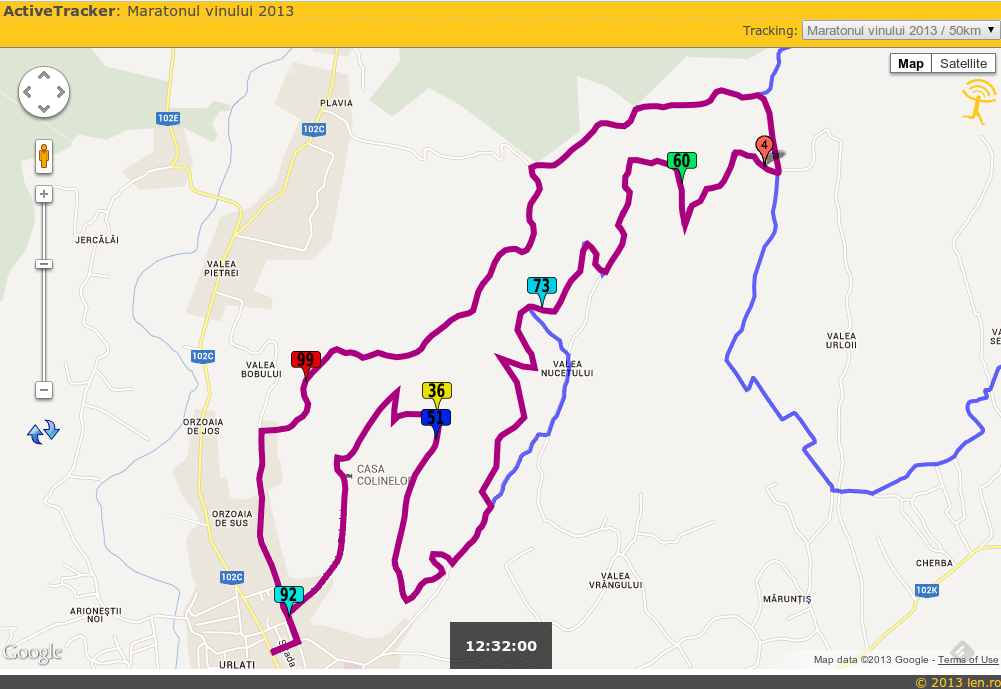 ActiveTracker: Maratonul vinului 2013
Tracking: Maratonul vinului 2013 / 50km
Map Satellite
PLAVIA
102E
102C
4
60
JERCĂLĂI
VALEA
PIETREI
73
102C
99
VALEA
BOBULUI
VALEA
NUCETULUI
VALEA
URLOII
VA
SE
36
51
ORZOAIA
DE JOS
CASA
COLINELOR
ORZOAIA
DE SUS
102C
92
CHERBA
102K
VALEA
VRÂNGULUI
MĂRUNȚIȘ
ARIONEȘTII
NOI
URLATI
Strada
12:32:00
Google
Map data ©2013 Google - Terms of Use
© 2013 len.ro